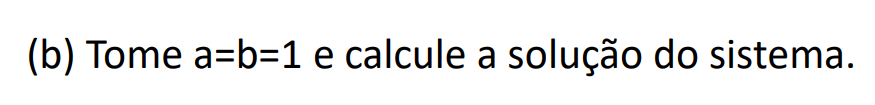 (b) Tome a=b=1 e calcule a solução do sistema.